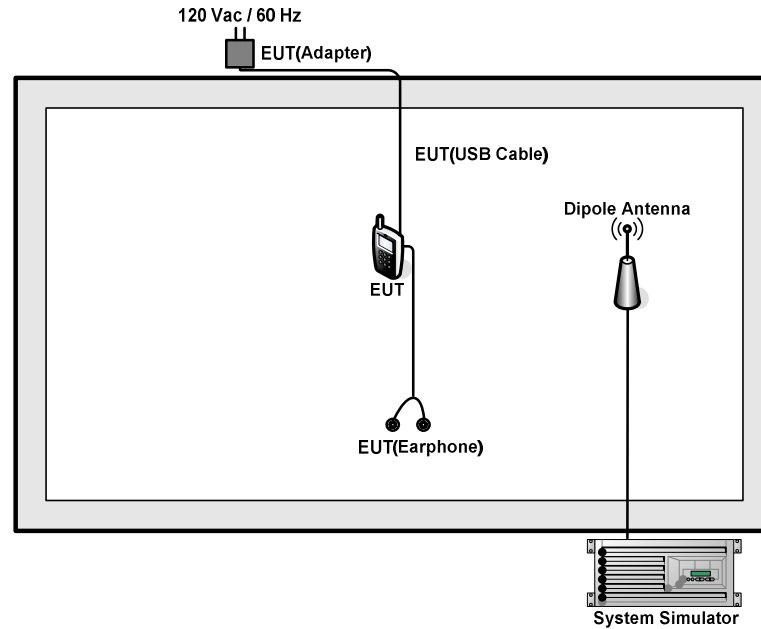 120 Vac / 60 Hz
EUT(Adapter)
EUT(USB Cable)
Dipole Antenna
EUT
EUT(Earphone)
System Simulator